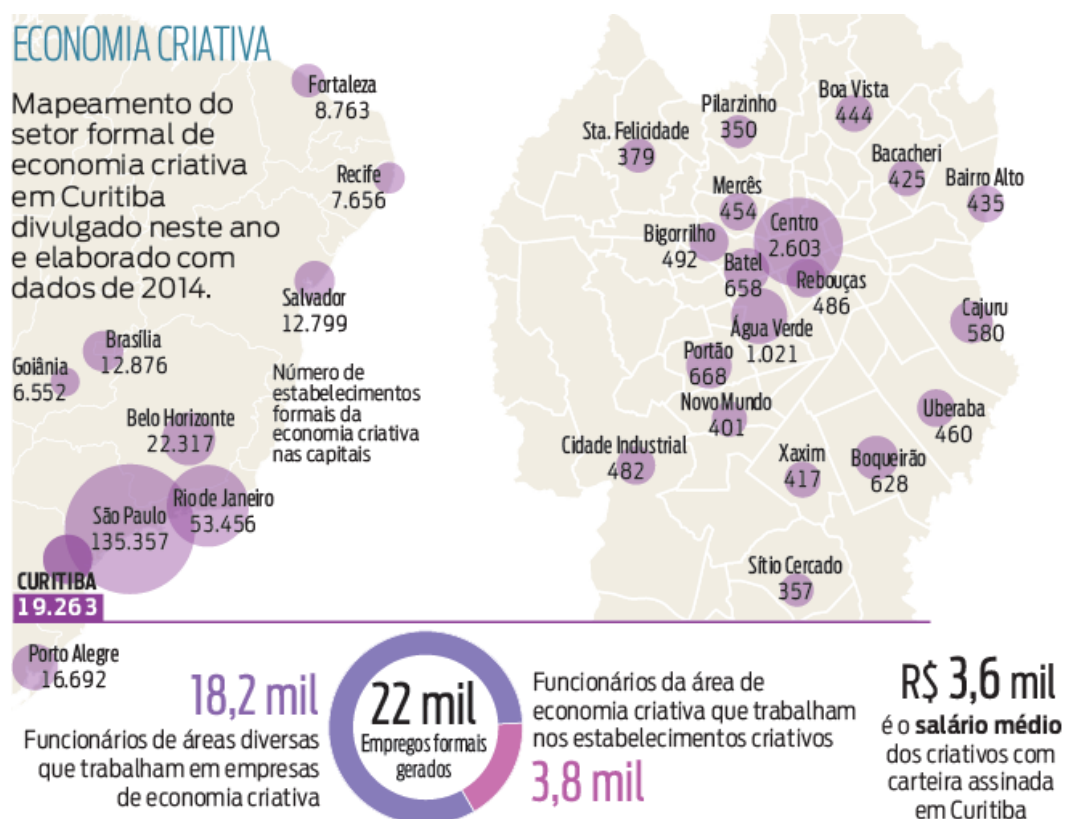 ECONOMIA CRIATIVA
Mapeamento do
setor formal de
economia criativa
em Curitiba
divulgado neste ano
e elaborado com
dados de 2014.
Fortaleza
8.763
Recife
7.656
Salvador
12.799
Brasília
12.876
Goiânia
6.552
Belo Horizonte
22.317
Rio de Janeiro
53.456
São Paulo
135.357
CURITIBA
19.263
Porto Alegre
16.692
Número de
estabelecimentos
formais da
economia criativa
nas capitais
Boa Vista
444
Pilarzinho
350
Sta. Felicidade
379
Bacacheri
425
Bairro Alto
435
Mercês
454
Centro
2.603
Bigorrilho
492
Batel
658
Rebouças
486
Água Verde
1.021
Cajuru
580
Portão
668
Novo Mundo
401
Uberaba
460
Cidade Industrial
482
Xaxim
417
Boqueirão
628
Sítio Cercado
357
18,2 mil
Funcionários de áreas diversas
que trabalham em empresas
de economia criativa
22 mil
Empregos formais
gerados
Funcionários da área de
economia criativa que trabalham
nos estabelecimentos criativos
3,8 mil
R$ 3,6 mil
é o salário médio
dos criativos com
carteira assinada
em Curitiba